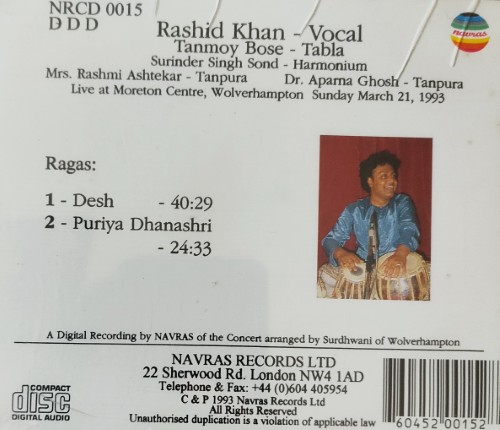 NRCD 0015
D D D
navras
Rashid Khan - Vocal
Tanmoy Bose - Tabla
Surinder Singh Sond - Harmonium
Mrs. Rashmi Ashtekar - Tanpura Dr. Aparna Ghosh - Tanpura
Live at Moreton Centre, Wolverhampton Sunday March 21, 1993
Ragas:
1 - Desh - 40:29
2 - Puriya Dhanashri
- 24:33
A Digital Recording by NAVRAS of the Concert arranged by Surdhwani of Wolverhampton
NAVRAS RECORDS LTD
22 Sherwood Rd. London NW4 1AD
Telephone & Fax: +44 (0)604 405954
C & P 1993 Navras Records Ltd
All Rights Reserved
Unauthorised duplication is a violation of applicable law
COMPACT
disc
DIGITAL AUDIO
60452 00152